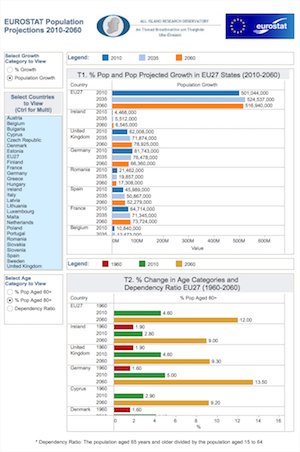 EUROSTAT Population
Projections 2010-2060
ALL ISLAND RESEARCH OBSERVATORY
eurostat
Select Growth
Category to View
% Growth
Population Growth
Legend: 2010 2035 2060
T1. % Pop and Pop Projected Growth in EU27 States (2010-2060)
Country Population Growth
EU27 2010 501,044,000
2035 524,537,000
2060 516,940,000
Ireland 2010 4,468,000
2035 5,512,000
2060 6,545,000
United Kingdom 2010 62,008,000
2035 71,874,000
2060 78,925,000
Germany 2010 81,743,000
2035 76,478,000
2060 66,360,000
Romania 2010 21,462,000
2035 19,857,000
2060 17,308,000
Spain 2010 45,989,000
2035 50,867,000
2060 52,279,000
France 2010 64,714,000
2035 71,345,000
2060 73,724,000
Belgium 2010 10,840,000
0M 100M 200M 300M 400M 500M 600M
Value
Select Countries
to View
(Ctrl for Multi)
Austria
Belgium
Bulgaria
Cyprus
Czech Republic
Denmark
Estonia
EU27
Finland
France
Germany
Greece
Hungary
Ireland
Italy
Latvia
Lithuania
Luxembourg
Malta
Netherlands
Poland
Portugal
Romania
Slovakia
Slovenia
Spain
Sweden
United Kingdom
Select Age
Category to View
% Pop Aged 80+
% Pop Aged 80+
Dependency Ratio
Legend: 1960 2010 2060
T2. % Change in Age Categories and
Dependency Ratio EU27 (1960-2060)
Country % Pop Aged 80+
EU27 1960
2010 4.60
2060 12.00
Ireland 1960 1.90
2010 2.80
2060 9.00
United Kingdom 1960 1.90
2010 4.60
2060 9.30
Germany 1960 1.60
2010 5.00
2060 13.50
Cyprus 1960
2010 2.90
2060 9.20
Denmark 1960 1.60
0 2 4 6 8 10 12 14 16
%
* Dependency Ratio: The population aged 65 years and older divided by the population aged 15 to 64